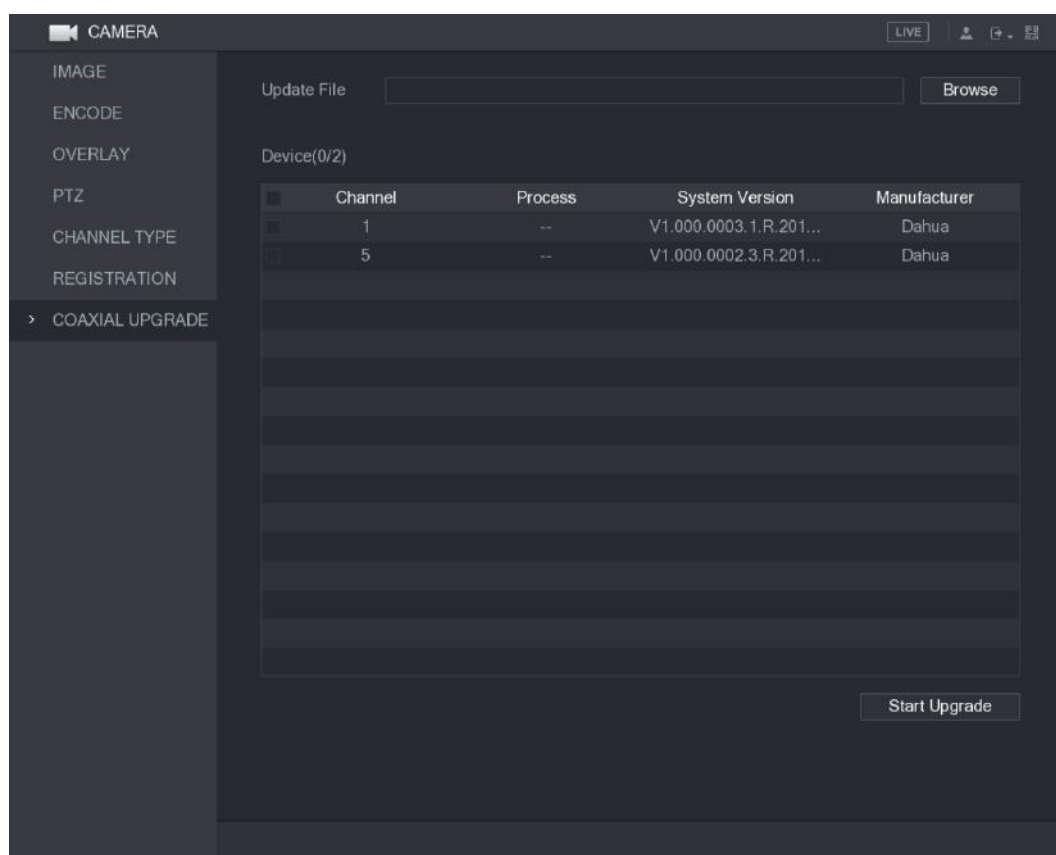 CAMERA
LIVE
IMAGE
ENCODE
OVERLAY
PTZ
CHANNEL TYPE
REGISTRATION
› COAXIAL UPGRADE
Update File
Browse
Device(0/2)
Channel Process System Version Manufacturer
1 -- V1.000.0003.1.R.201... Dahua
5 -- V1.000.0002.3.R.201... Dahua
Start Upgrade